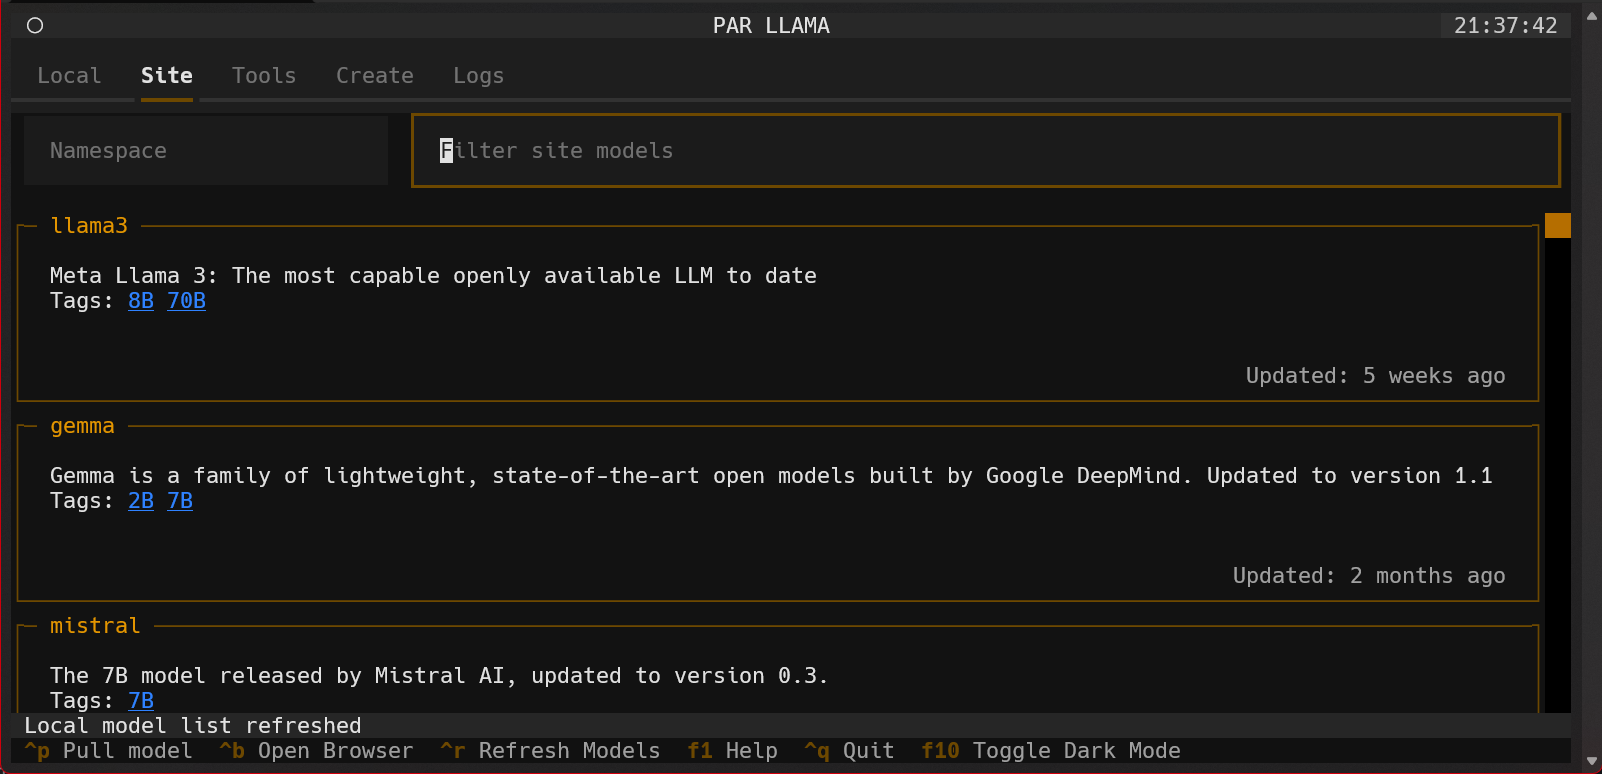 PAR LLAMA 21:37:42
Local Site Tools Create Logs
Namespace Filter site models
llama3
Meta Llama 3: The most capable openly available LLM to date
Tags: 8B 70B
Updated: 5 weeks ago
gemma
Gemma is a family of lightweight, state-of-the-art open models built by Google DeepMind. Updated to version 1.1
Tags: 2B 7B
Updated: 2 months ago
mistral
The 7B model released by Mistral AI, updated to version 0.3.
Tags: 7B
Local model list refreshed
^p Pull model ^b Open Browser ^r Refresh Models f1 Help ^q Quit f10 Toggle Dark Mode